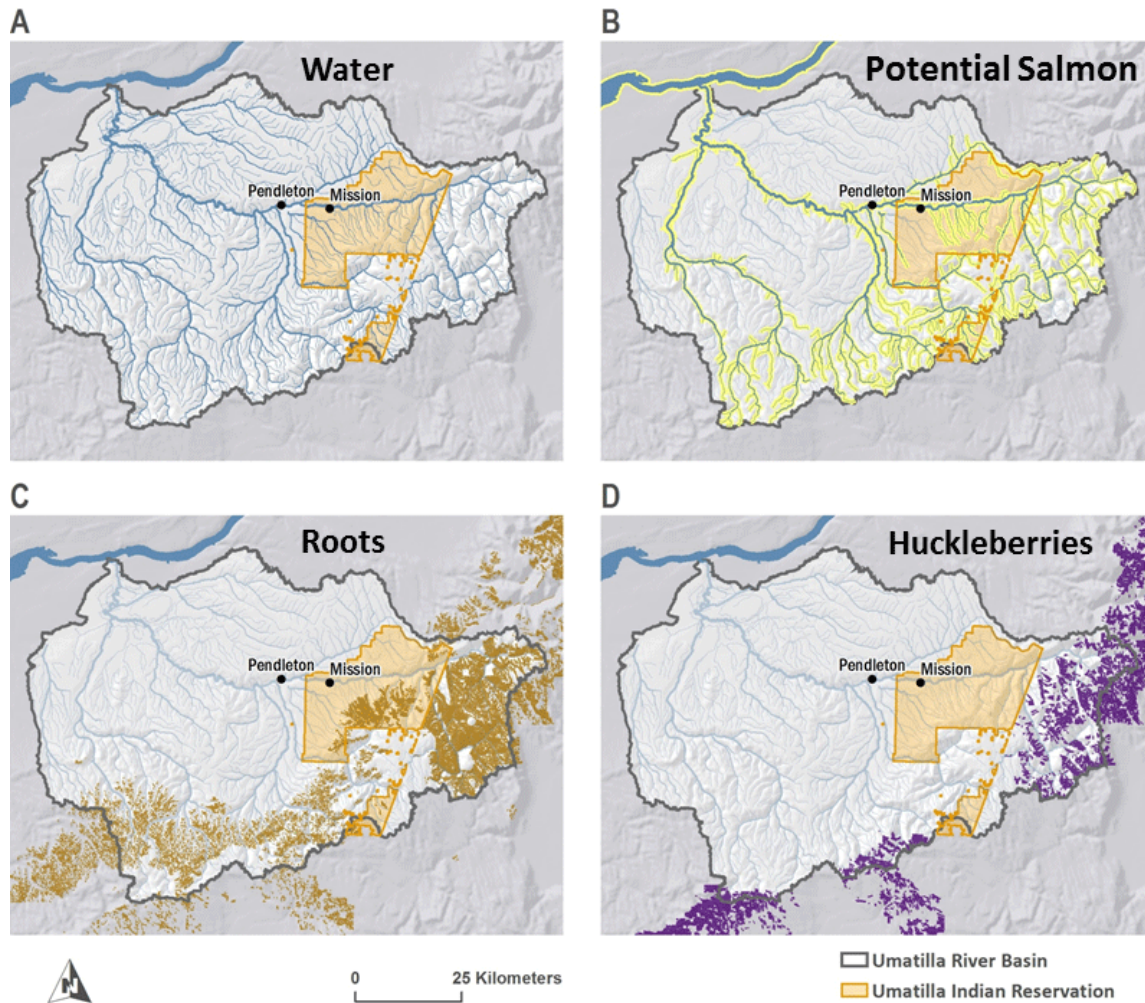 A
Water
Pendleton
Mission
B
Potential Salmon
Pendleton
Mission
C
Roots
Pendleton
Mission
D
Huckleberries
Pendleton
Mission
N
0 25 Kilometers
Umatilla River Basin
Umatilla Indian Reservation